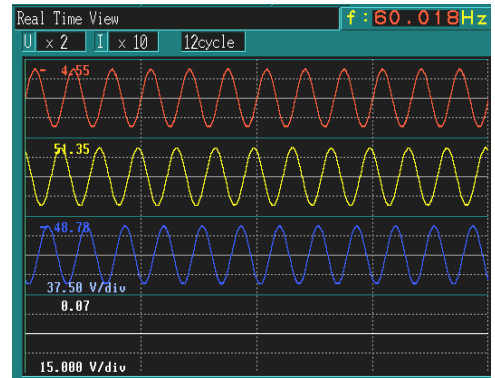 Real Time View f:60.018Hz
U × 2 I × 10 12cycle
- 4.55
51.35
- 48.78
37.50 V/div
0.07
15.000 V/div